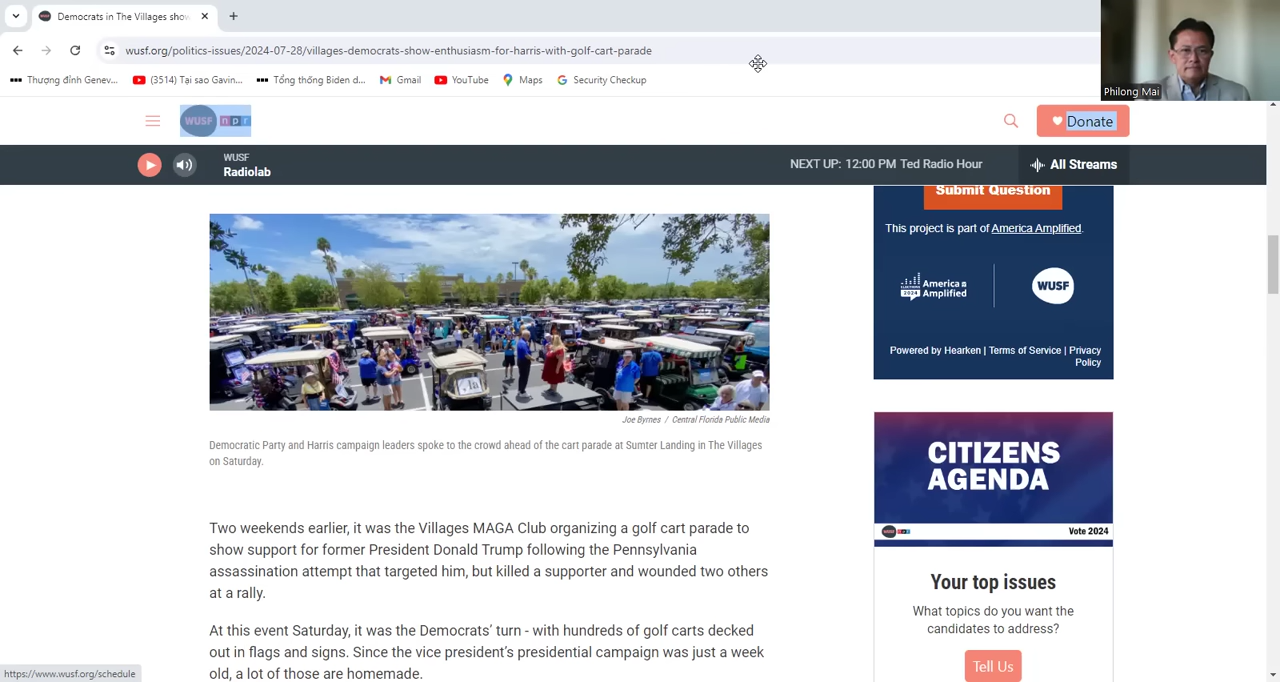 Democrats in The Villages show
wusf.org/politics-issues/2024-07-28/villages-democrats-show-enthusiasm-for-harris-with-golf-cart-parade
Thượng đỉnh Genev...
(3514) Tại sao Gavin...
Tổng thống Biden d...
Gmail
YouTube
Maps
Security Checkup
Philong Mai
WUSF npr
Donate
WUSF
Radiolab
NEXT UP: 12:00 PM Ted Radio Hour
All Streams
Submit Question
This project is part of America Amplified.
ELECTIONS 2024
America
Amplified
WUSF
Powered by Hearken | Terms of Service | Privacy
Policy
Joe Byrnes / Central Florida Public Media
Democratic Party and Harris campaign leaders spoke to the crowd ahead of the cart parade at Sumter Landing in The Villages
on Saturday.
CITIZENS
AGENDA
WUSF npr
Vote 2024
Two weekends earlier, it was the Villages MAGA Club organizing a golf cart parade to
show support for former President Donald Trump following the Pennsylvania
assassination attempt that targeted him, but killed a supporter and wounded two others
at a rally.
At this event Saturday, it was the Democrats’ turn - with hundreds of golf carts decked
out in flags and signs. Since the vice president’s presidential campaign was just a week
old, a lot of those are homemade.
Your top issues
What topics do you want the
candidates to address?
Tell Us
https://www.wusf.org/schedule